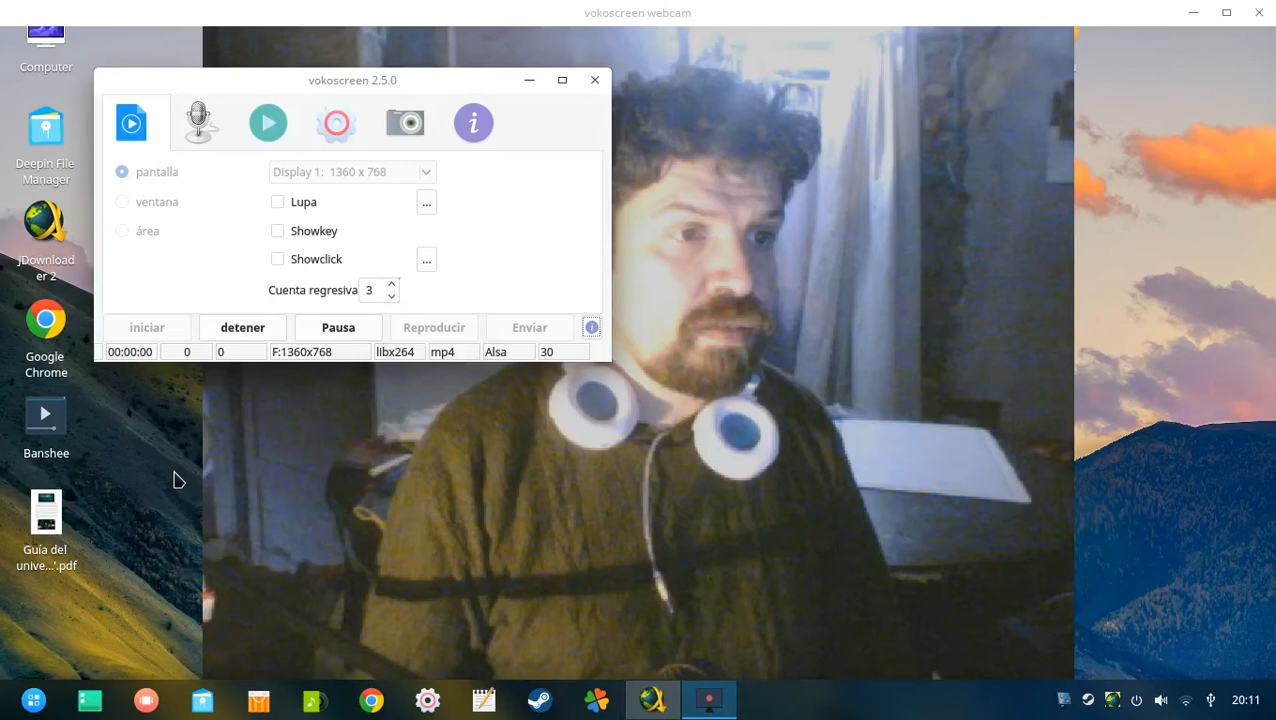 vokoscreen webcam
Computer
Deepin File
Manager
JDownload
er 2
Google
Chrome
Banshee
Guía del
unive...'.pdf
vokoscreen 2.5.0
pantalla
ventana
área
Display 1: 1360 x 768
Lupa
...
Showkey
Showclick
...
Cuenta regresiva
3
iniciar
detener
Pausa
Reproducir
Enviar
00:00:00
0
0
F:1360x768
libx264
mp4
Alsa
30
20:11